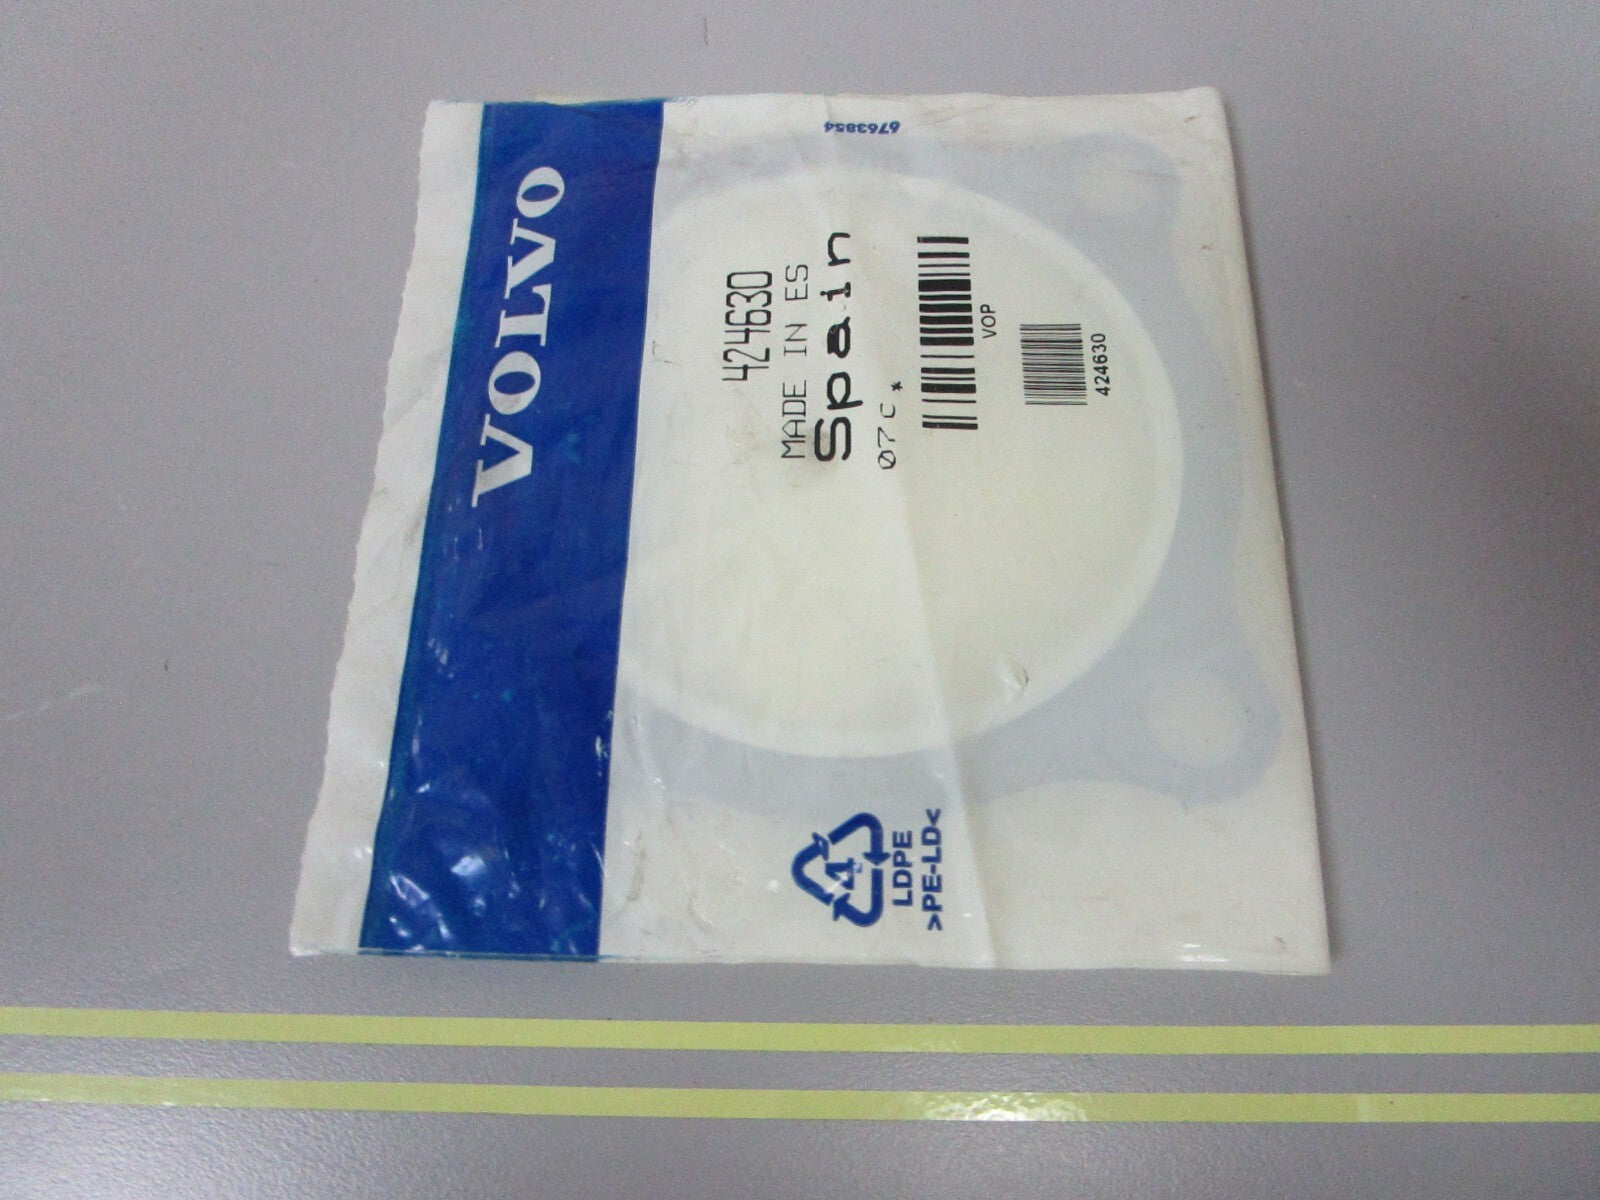 VOLVO
6763854
424630
MADE IN ES
Spain
07C*
VOP
424630
4
LDPE
>PE-LD<